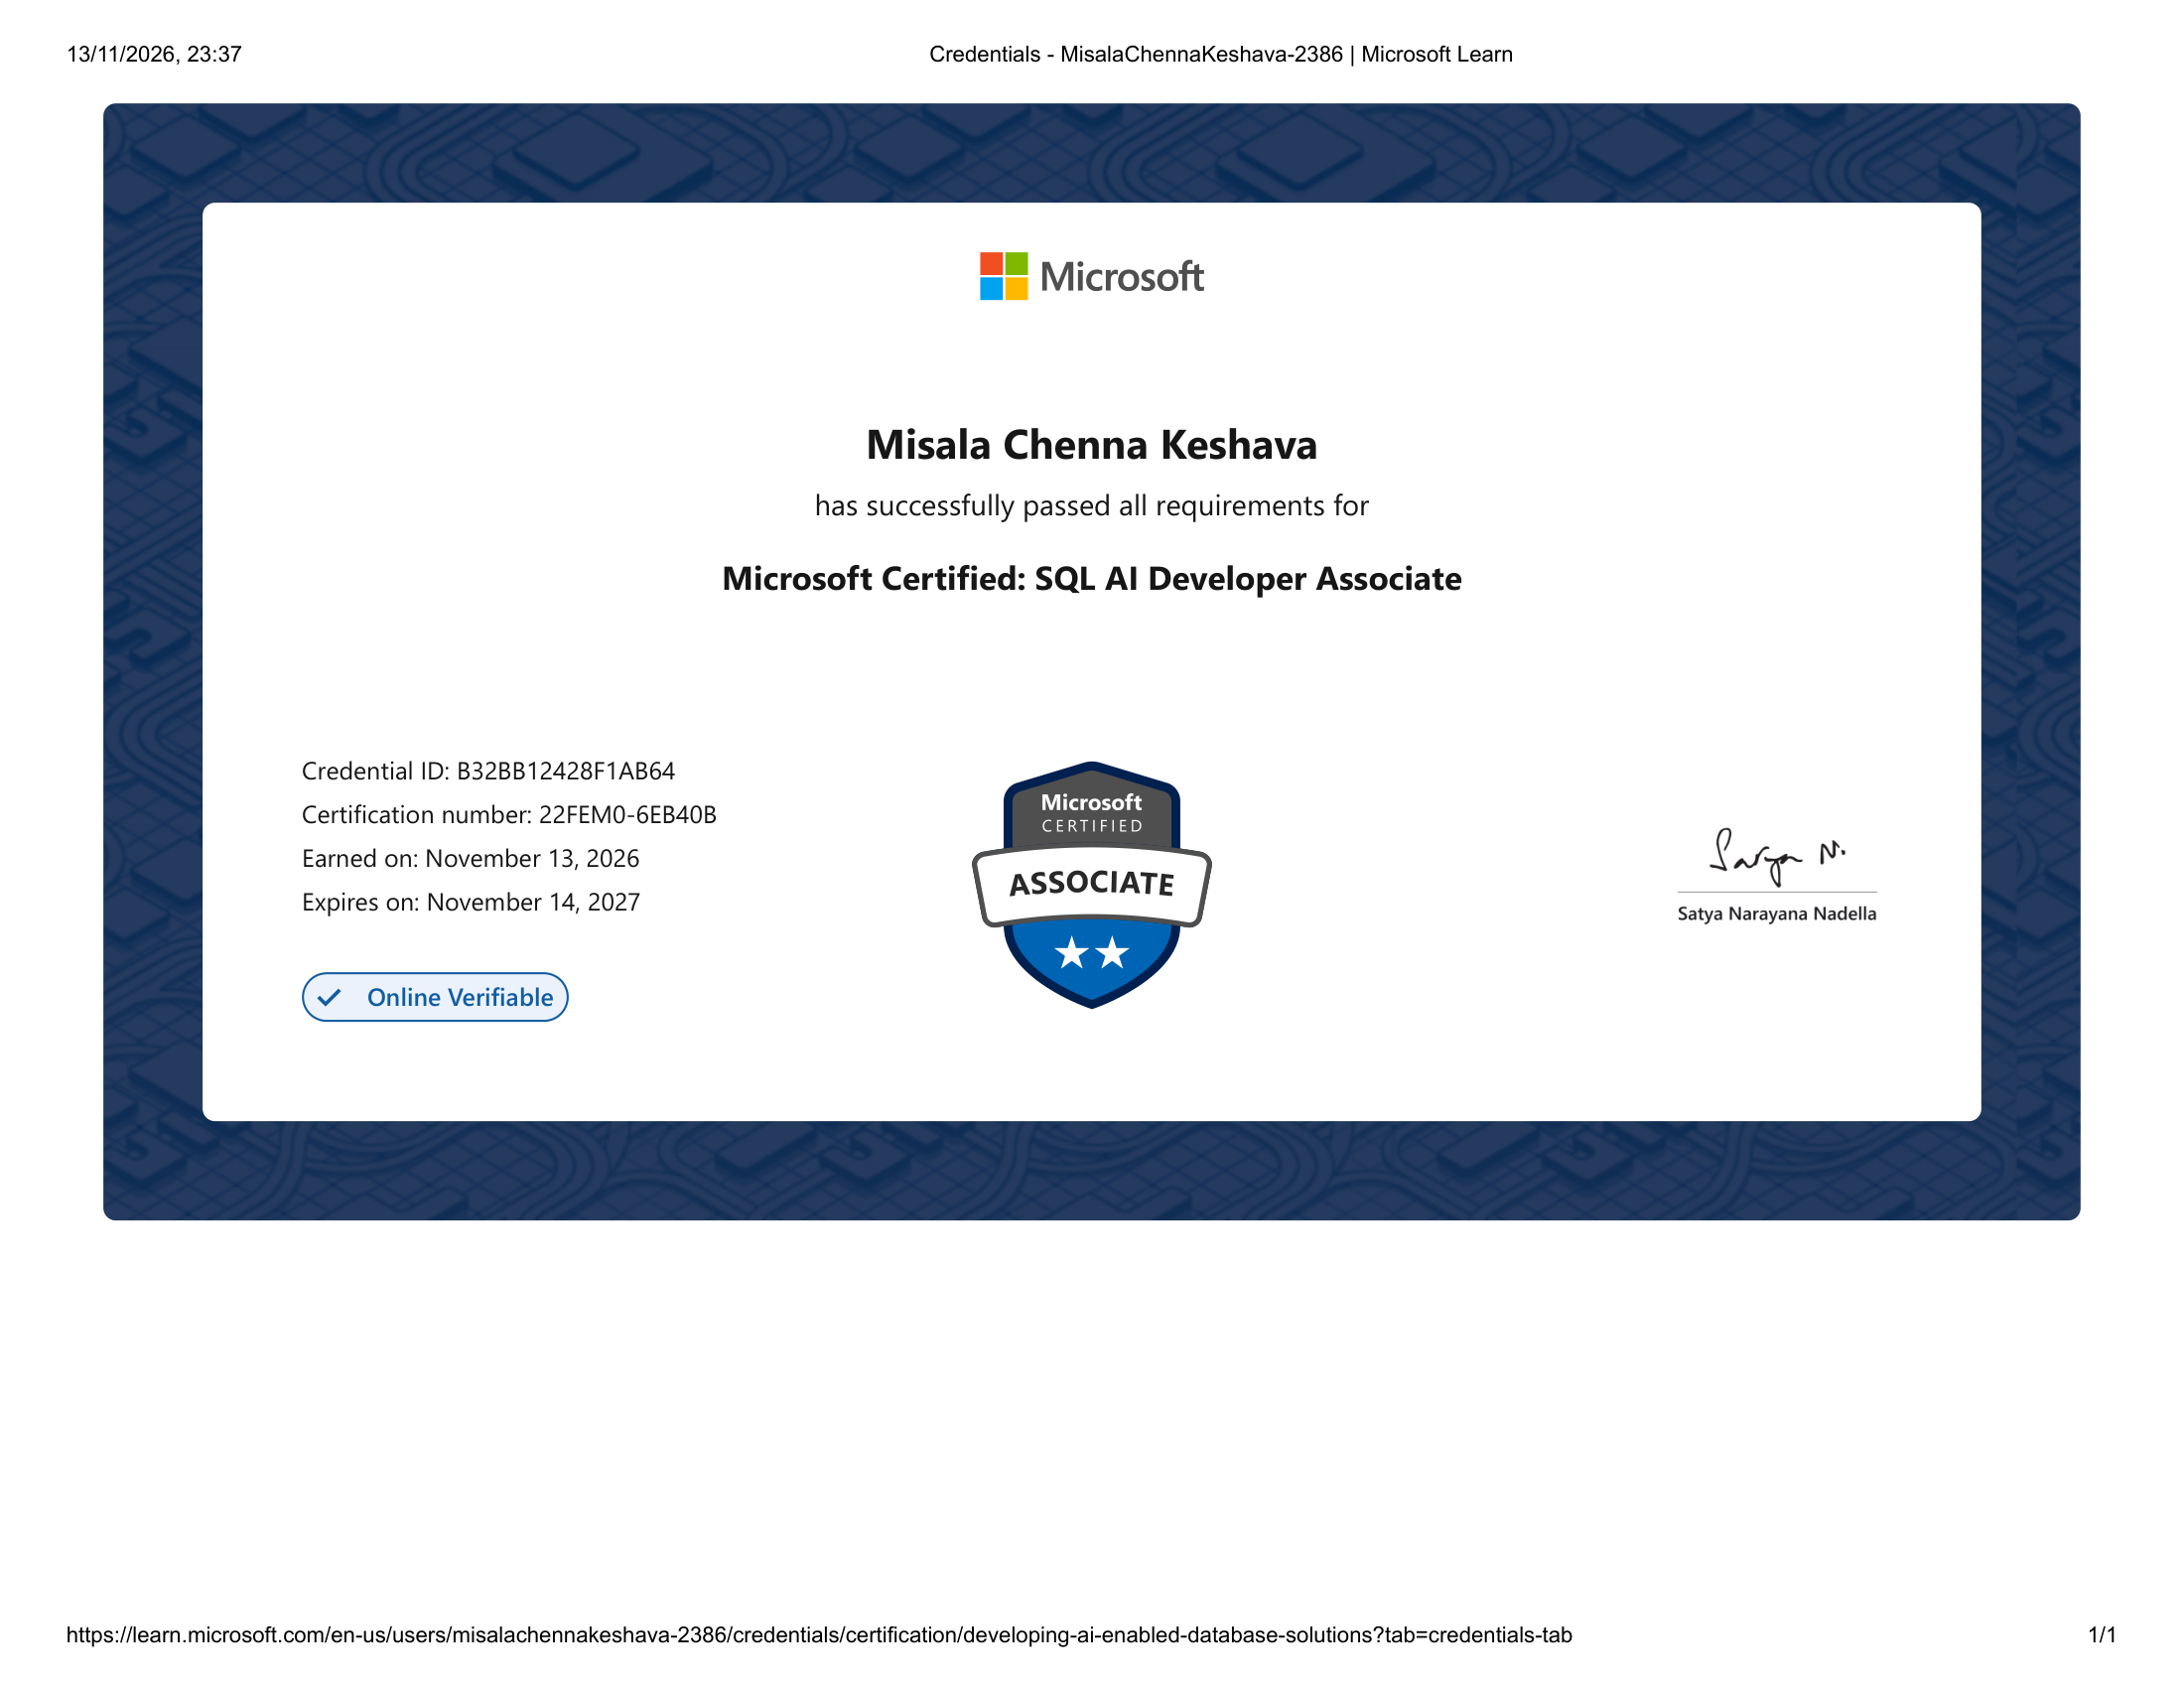 13/11/2026, 23:37
Credentials - MisalaChennaKeshava-2386 | Microsoft Learn
Microsoft
Misala Chenna Keshava
has successfully passed all requirements for
Microsoft Certified: SQL AI Developer Associate
Credential ID: B32BB12428F1AB64
Certification number: 22FEM0-6EB40B
Earned on: November 13, 2026
Expires on: November 14, 2027
Online Verifiable
Microsoft
CERTIFIED
ASSOCIATE
Satya N.
Satya Narayana Nadella
https://learn.microsoft.com/en-us/users/misalachennakeshava-2386/credentials/certification/developing-ai-enabled-database-solutions?tab=credentials-tab
1/1